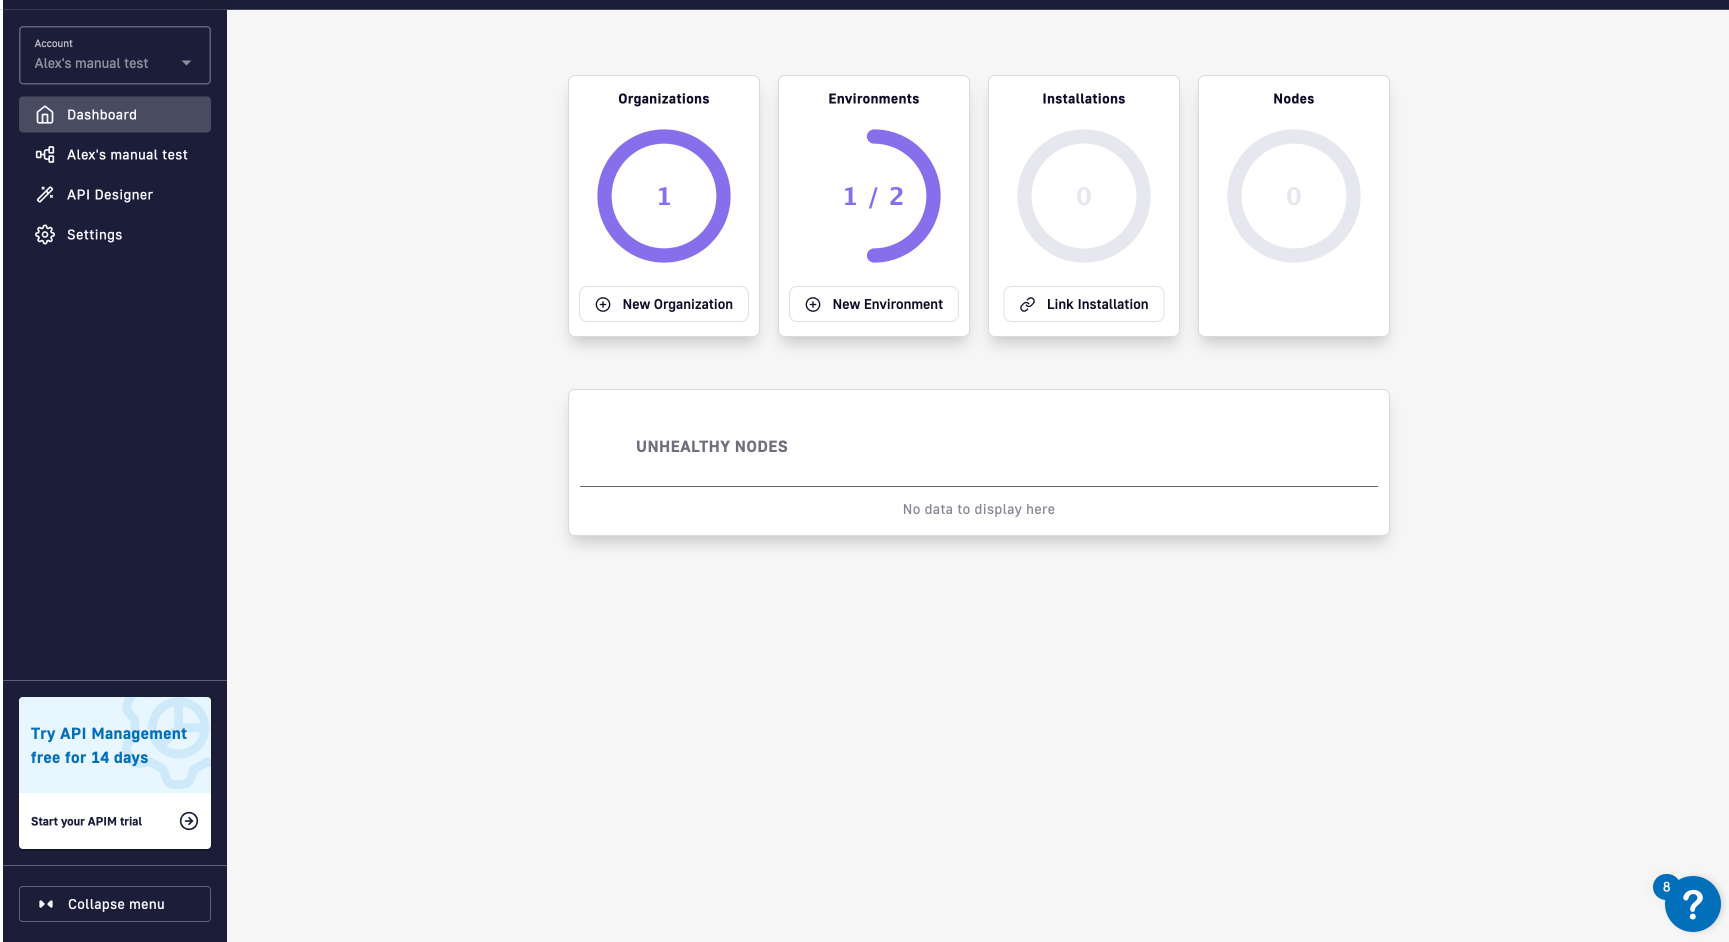 Account
Alex's manual test
Dashboard
Alex's manual test
API Designer
Settings
Organizations
1
New Organization
Environments
1 / 2
New Environment
Installations
0
Link Installation
Nodes
0
UNHEALTHY NODES
No data to display here
Try API Management
free for 14 days
Start your APIM trial
Collapse menu
8
?